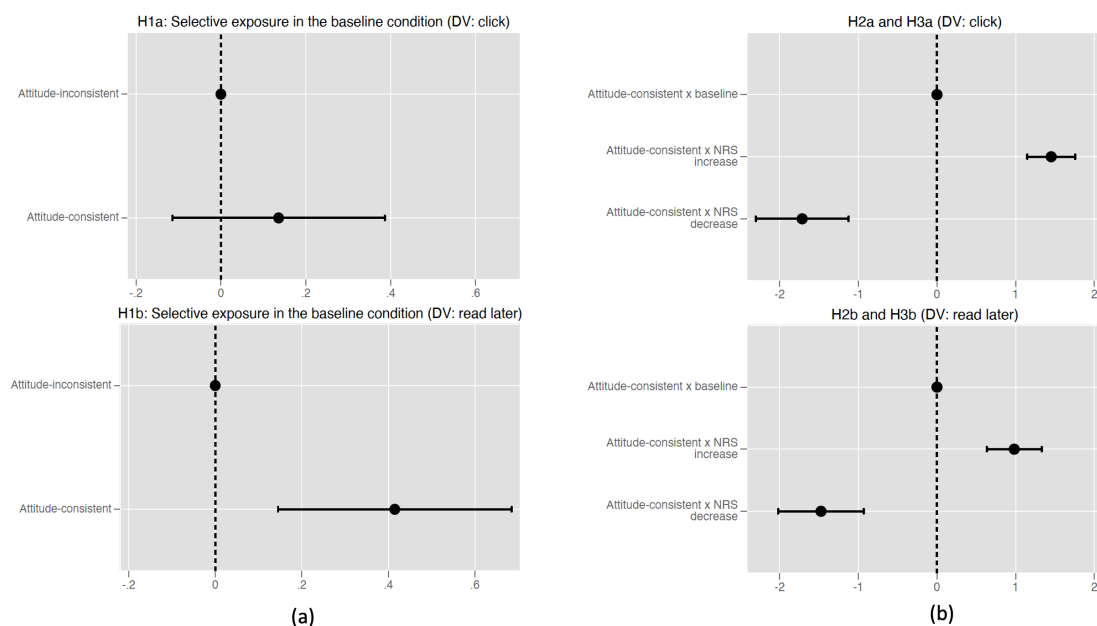 H1a: Selective exposure in the baseline condition (DV: click)
Attitude-inconsistent
Attitude-consistent
-.2 0 .2 .4 .6
H1b: Selective exposure in the baseline condition (DV: read later)
Attitude-inconsistent
Attitude-consistent
-.2 0 .2 .4 .6
(a)
H2a and H3a (DV: click)
Attitude-consistent x baseline
Attitude-consistent x NRS
increase
Attitude-consistent x NRS
decrease
-2 -1 0 1 2
H2b and H3b (DV: read later)
Attitude-consistent x baseline
Attitude-consistent x NRS
increase
Attitude-consistent x NRS
decrease
-2 -1 0 1 2
(b)